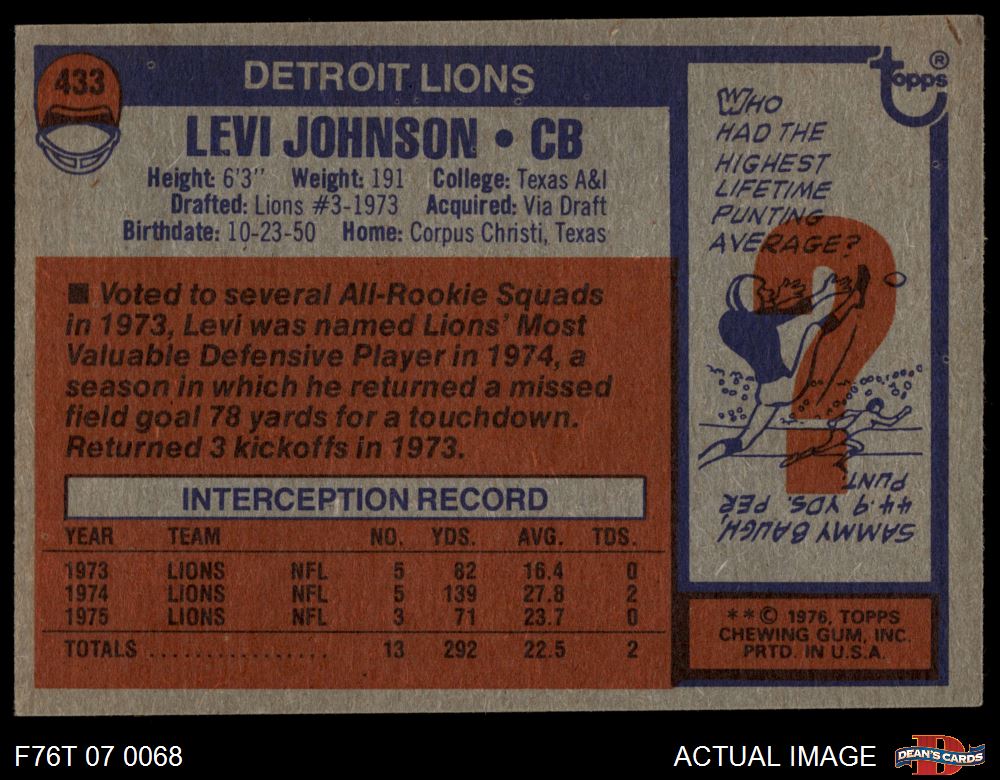 433
DETROIT LIONS
LEVI JOHNSON • CB
Height: 6'3" Weight: 191 College: Texas A&I
Drafted: Lions #3-1973 Acquired: Via Draft
Birthdate: 10-23-50 Home: Corpus Christi, Texas
■ Voted to several All-Rookie Squads
in 1973, Levi was named Lions' Most
Valuable Defensive Player in 1974, a
season in which he returned a missed
field goal 78 yards for a touchdown.
Returned 3 kickoffs in 1973.
INTERCEPTION RECORD
YEAR TEAM NO. YDS. AVG. TDS.
1973 LIONS NFL 5 82 16.4 0
1974 LIONS NFL 5 139 27.8 2
1975 LIONS NFL 3 71 23.7 0
TOTALS ................. 13 292 22.5 2
topps®
WHO
HAD THE
HIGHEST
LIFETIME
PUNTING
AVERAGE?
?
SAMMY BAUGH,
44.9 YDS. PER
PUNT
**© 1976, TOPPS
CHEWING GUM, INC.
PRTD. IN U.S.A.
F76T 07 0068
ACTUAL IMAGE
D
DEAN'S CARDS